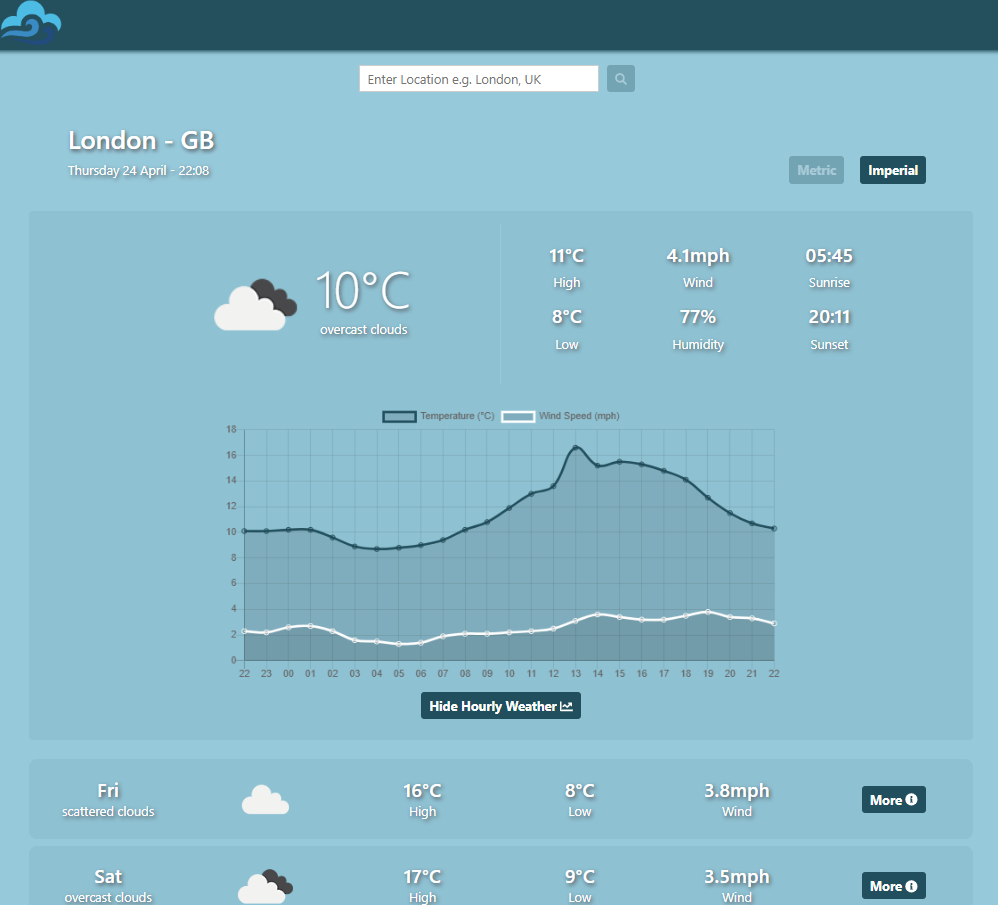 Enter Location e.g. London, UK
London - GB
Thursday 24 April - 22:08
Metric Imperial
11°C 4.1mph 05:45
High Wind Sunrise
10°C
overcast clouds
8°C 77% 20:11
Low Humidity Sunset
Temperature (°C) Wind Speed (mph)
18
16
14
12
10
8
6
4
2
0
22 23 00 01 02 03 04 05 06 07 08 09 10 11 12 13 14 15 16 17 18 19 20 21 22
Hide Hourly Weather
Fri 16°C 8°C 3.8mph
scattered clouds High Low Wind
More
Sat 17°C 9°C 3.5mph
overcast clouds High Low Wind
More